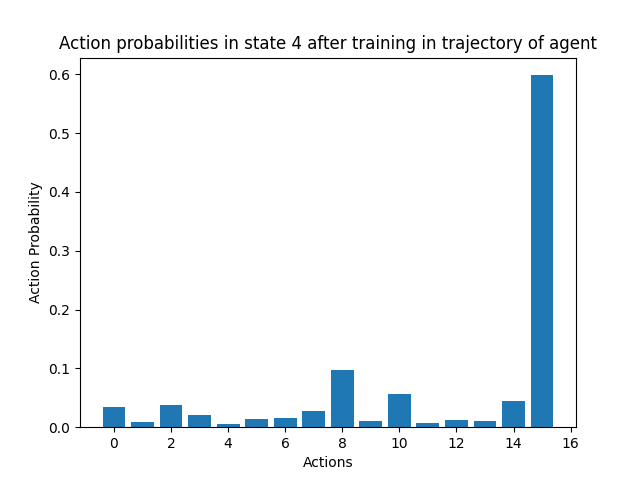 Action probabilities in state 4 after training in trajectory of agent
0.6
0.5
0.4
0.3
0.2
0.1
0.0
Action Probability
0 2 4 6 8 10 12 14 16
Actions